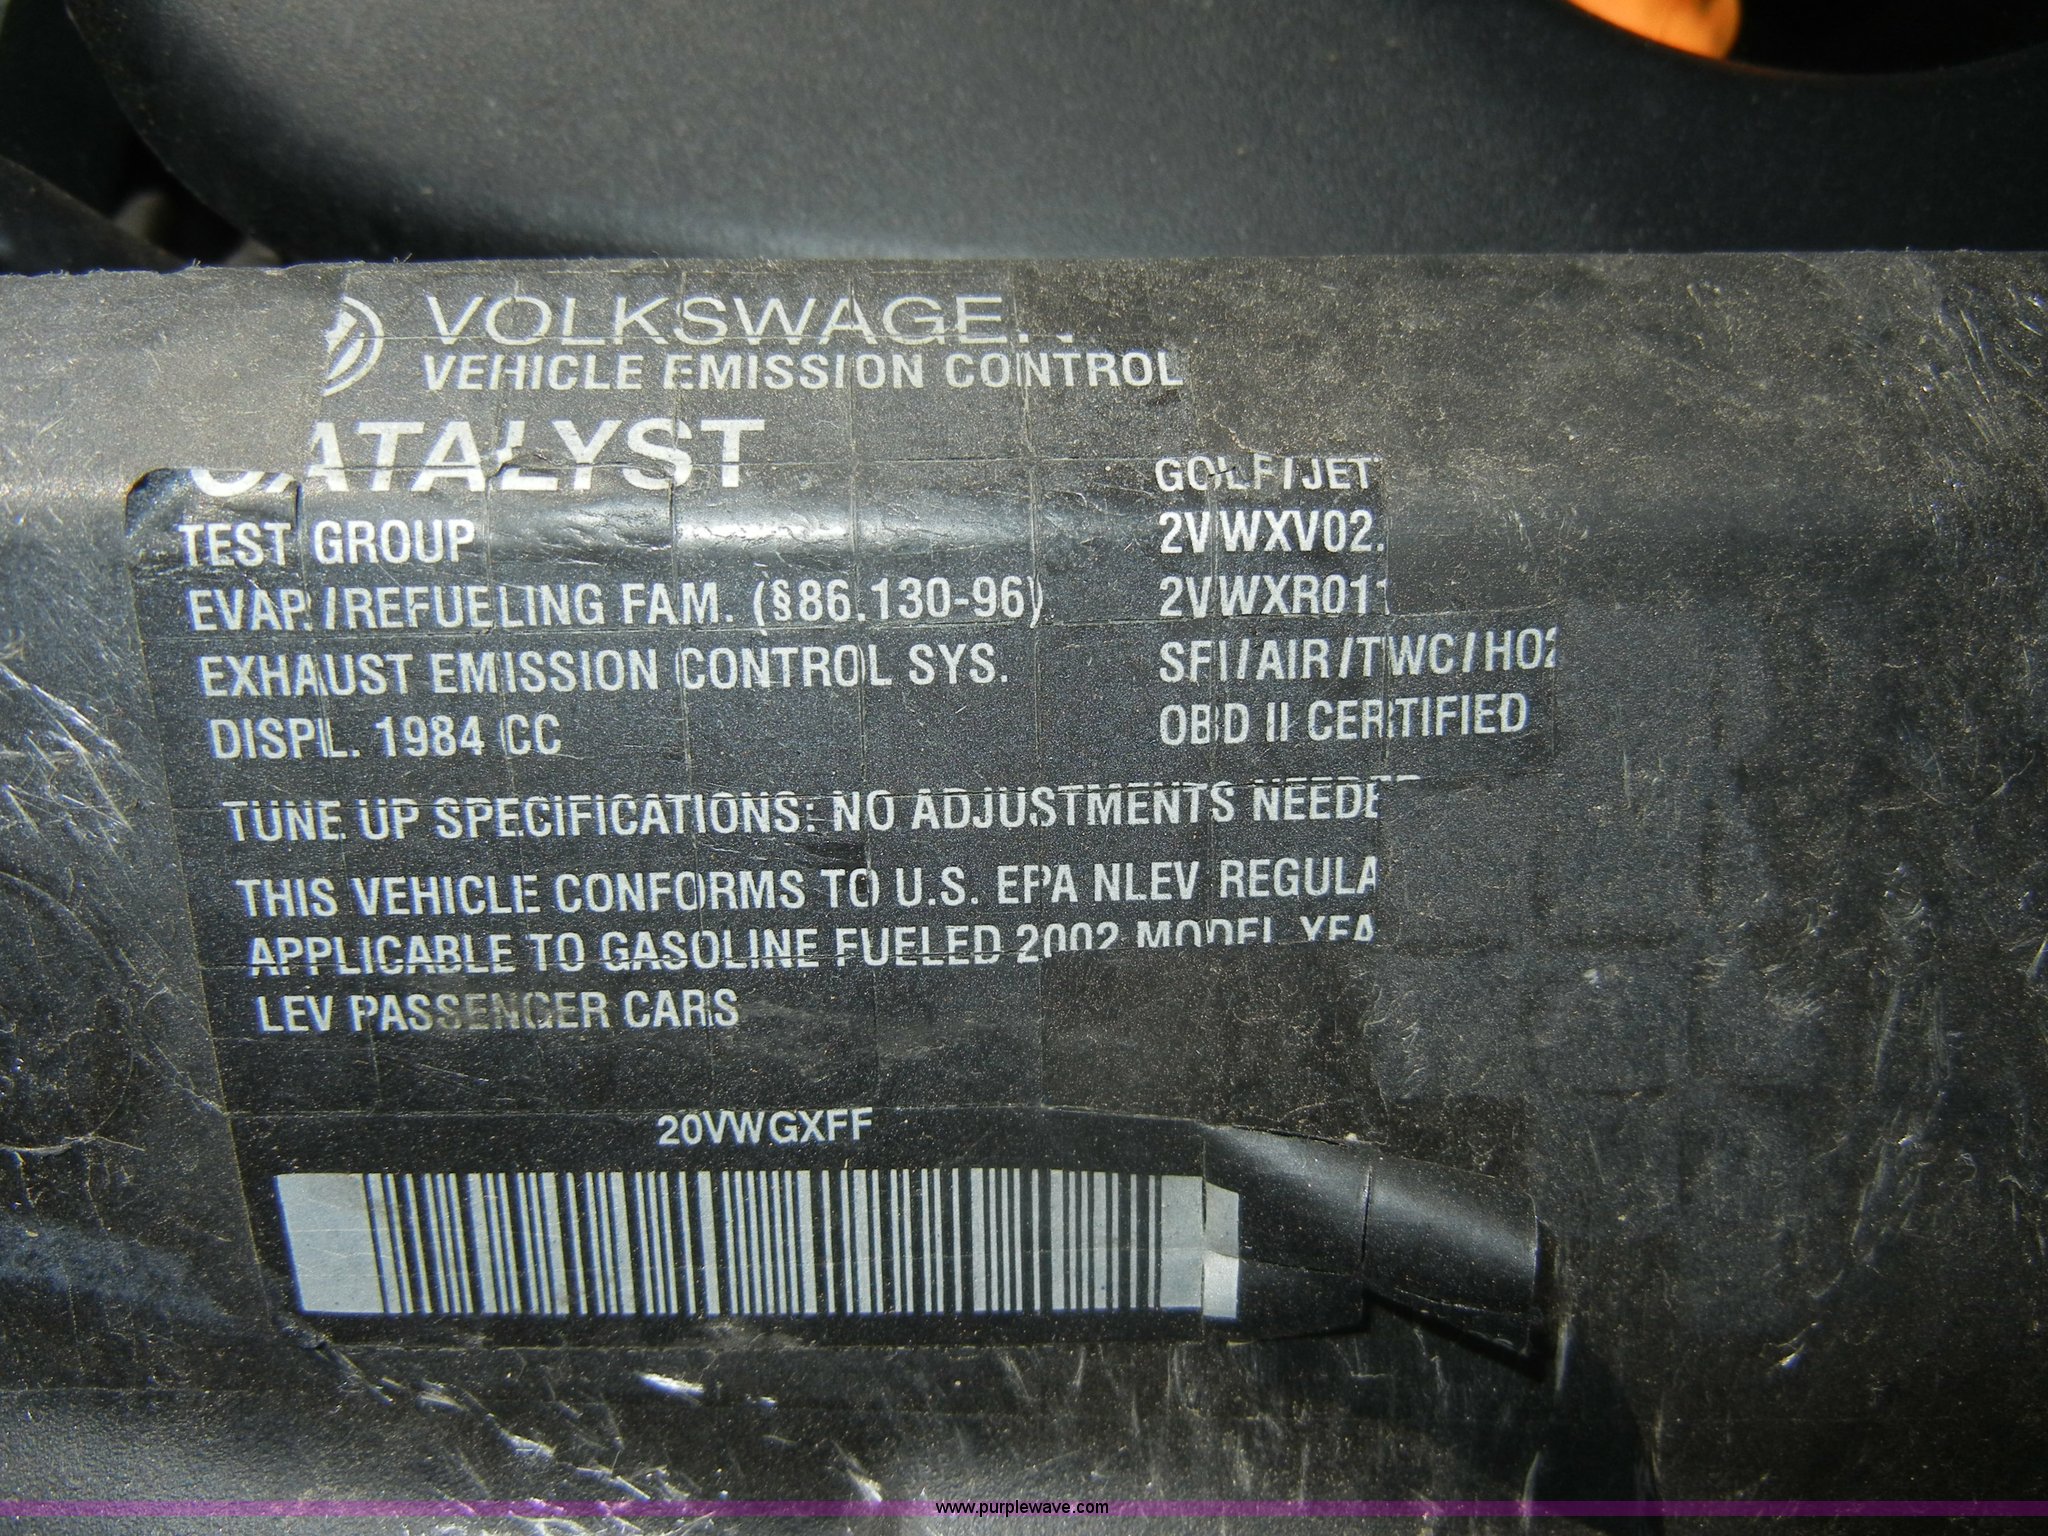 VOLKSWAGEN
VEHICLE EMISSION CONTROL
CATALYST
GOLF/JET
TEST GROUP 2VWXV02.
EVAP./REFUELING FAM. (§86.130-96) 2VWXR011
EXHAUST EMISSION CONTROL SYS. SFI/AIR/TWC/HO2
DISPL. 1984 CC OBD II CERTIFIED
TUNE UP SPECIFICATIONS: NO ADJUSTMENTS NEEDED
THIS VEHICLE CONFORMS TO U.S. EPA NLEV REGULA
APPLICABLE TO GASOLINE FUELED 2002 MODEL YEA
LEV PASSENGER CARS
20VWGXFF
www.purplewave.com